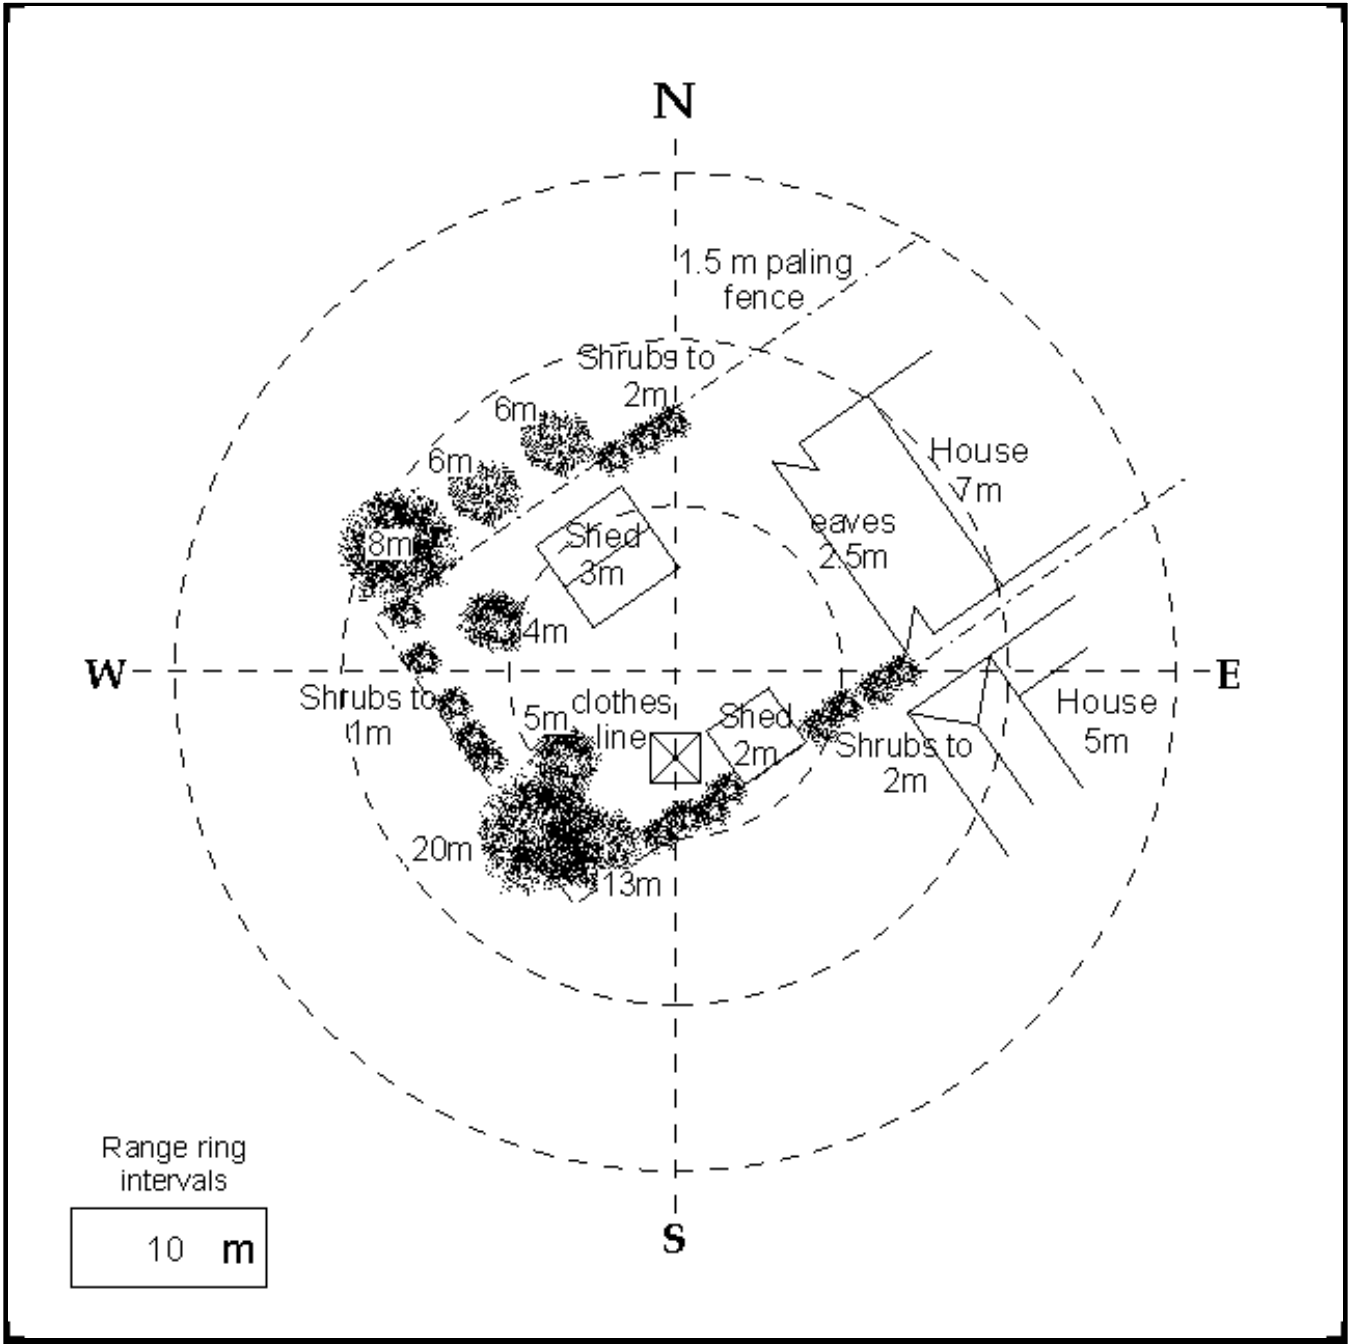 N
1.5 m paling
fence
Shrubs to
2m
6m
6m
House
7m
8m
Shed
3m
eaves
2.5m
4m
W
E
Shrubs to
1m
clothes
line
5m
Shed
2m
Shrubs to
2m
House
5m
20m
13m
Range ring
intervals
10 m
S